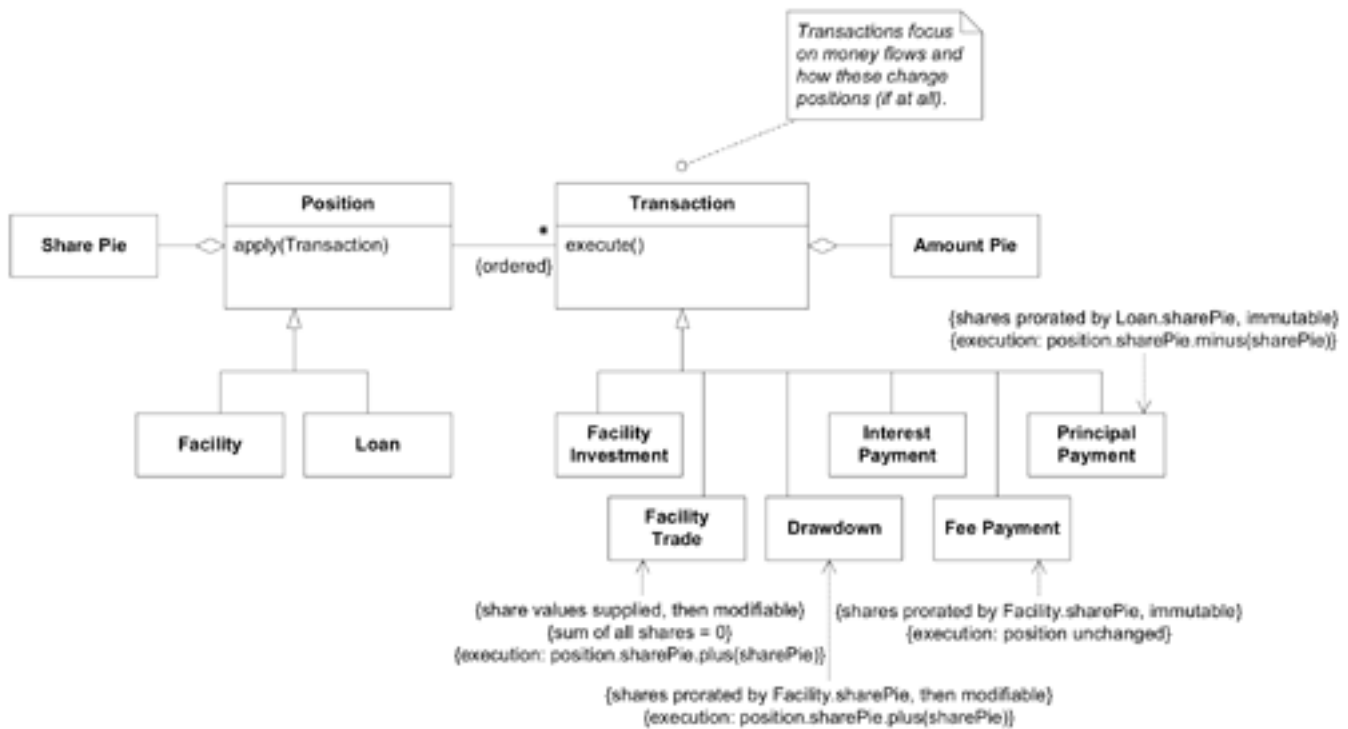 Transactions focus
on money flows and
how these change
positions (if at all).
Position
Transaction
Share Pie
apply(Transaction)
*
{ordered}
execute()
Amount Pie
{shares prorated by Loan.sharePie, immutable}
{execution: position.sharePie.minus(sharePie)}
Facility
Loan
Facility
Investment
Interest
Payment
Principal
Payment
Facility
Trade
Drawdown
Fee Payment
{share values supplied, then modifiable}
{sum of all shares = 0}
{execution: position.sharePie.plus(sharePie)}
{shares prorated by Facility.sharePie, immutable}
{execution: position unchanged}
{shares prorated by Facility.sharePie, then modifiable}
{execution: position.sharePie.plus(sharePie)}